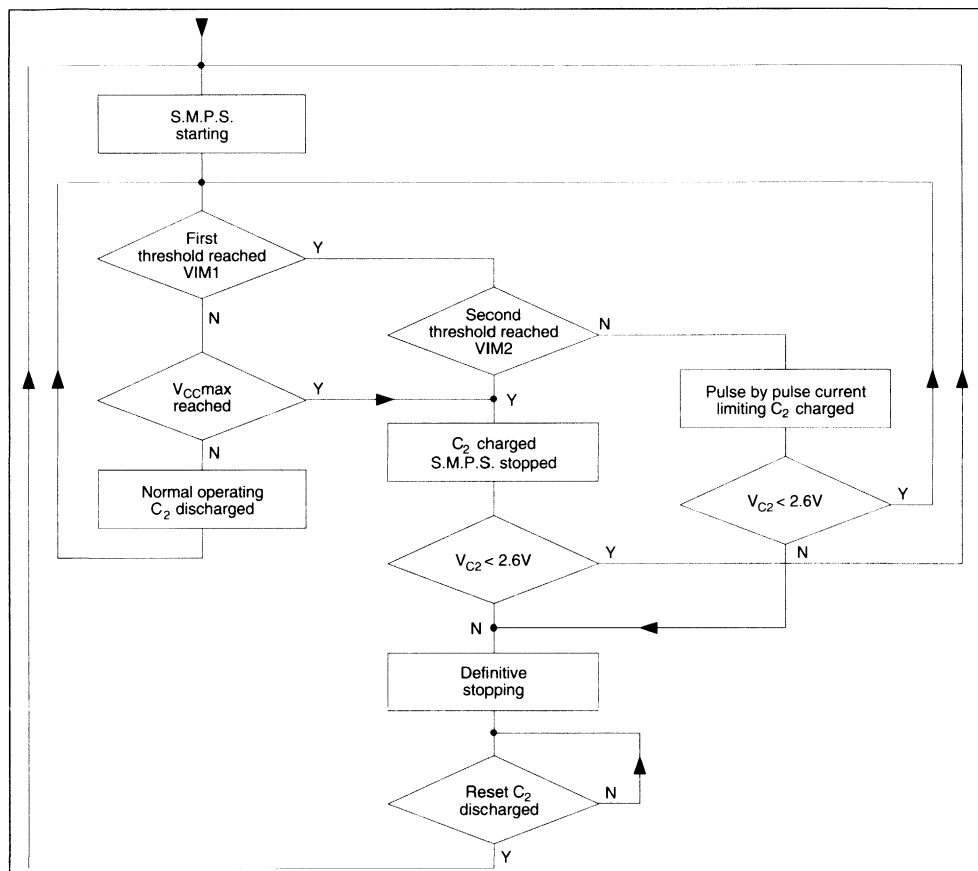 S.M.P.S.
starting
First
threshold reached
VIM1
Y
N
Second
threshold reached
VIM2
N
Y
VCCmax
reached
Y
N
Pulse by pulse current
limiting C2 charged
C2 charged
S.M.P.S. stopped
Normal operating
C2 discharged
VC2 < 2.6V
Y
N
VC2 < 2.6V
Y
N
Definitive
stopping
Reset C2
discharged
N
Y